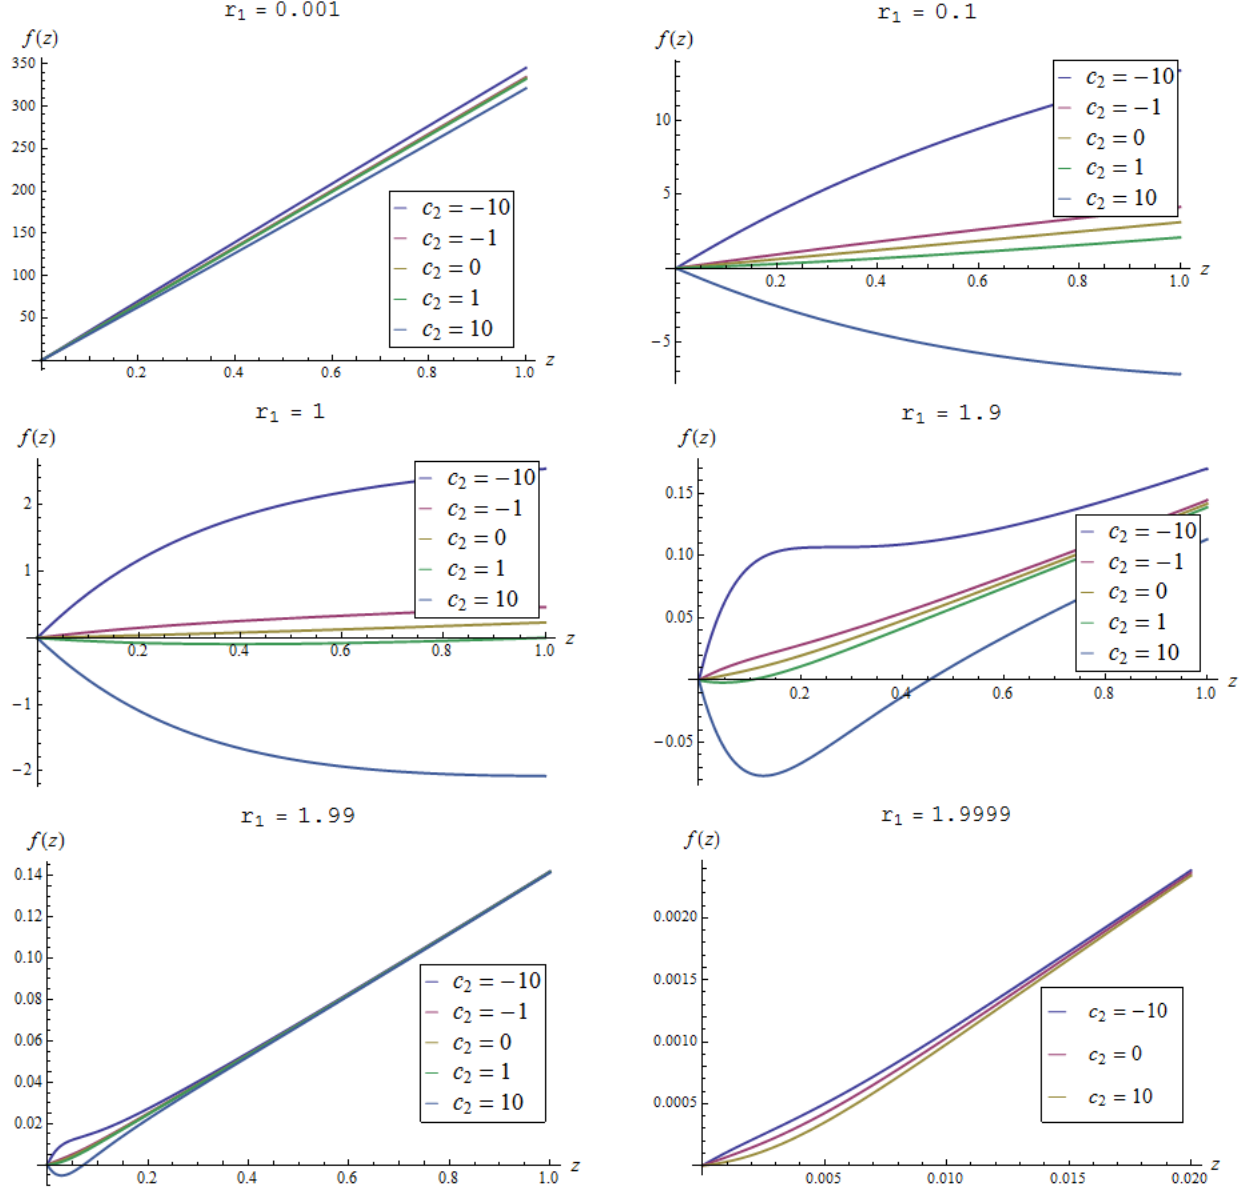 r₁ = 0.001
f(z)
350
300
250
200
150
100
50
0.2 0.4 0.6 0.8 1.0 z
c₂ = −10
c₂ = −1
c₂ = 0
c₂ = 1
c₂ = 10
r₁ = 0.1
f(z)
10
5
−5
0.2 0.4 0.6 0.8 1.0 z
c₂ = −10
c₂ = −1
c₂ = 0
c₂ = 1
c₂ = 10
r₁ = 1
f(z)
2
1
−1
−2
0.2 0.4 0.6 0.8 1.0 z
c₂ = −10
c₂ = −1
c₂ = 0
c₂ = 1
c₂ = 10
r₁ = 1.9
f(z)
0.15
0.10
0.05
−0.05
0.2 0.4 0.6 0.8 1.0 z
c₂ = −10
c₂ = −1
c₂ = 0
c₂ = 1
c₂ = 10
r₁ = 1.99
f(z)
0.14
0.12
0.10
0.08
0.06
0.04
0.02
0.2 0.4 0.6 0.8 1.0 z
c₂ = −10
c₂ = −1
c₂ = 0
c₂ = 1
c₂ = 10
r₁ = 1.9999
f(z)
0.0020
0.0015
0.0010
0.0005
0.005 0.010 0.015 0.020 z
c₂ = −10
c₂ = 0
c₂ = 10